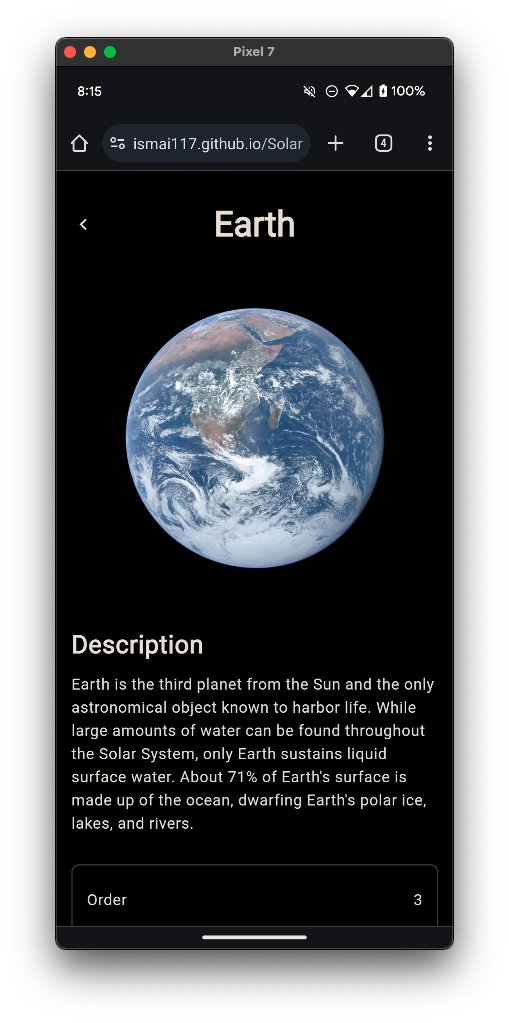 Pixel 7
8:15
100%
ismai117.github.io/Solar
4
Earth
Description
Earth is the third planet from the Sun and the only
astronomical object known to harbor life. While
large amounts of water can be found throughout
the Solar System, only Earth sustains liquid
surface water. About 71% of Earth's surface is
made up of the ocean, dwarfing Earth's polar ice,
lakes, and rivers.
Order 3